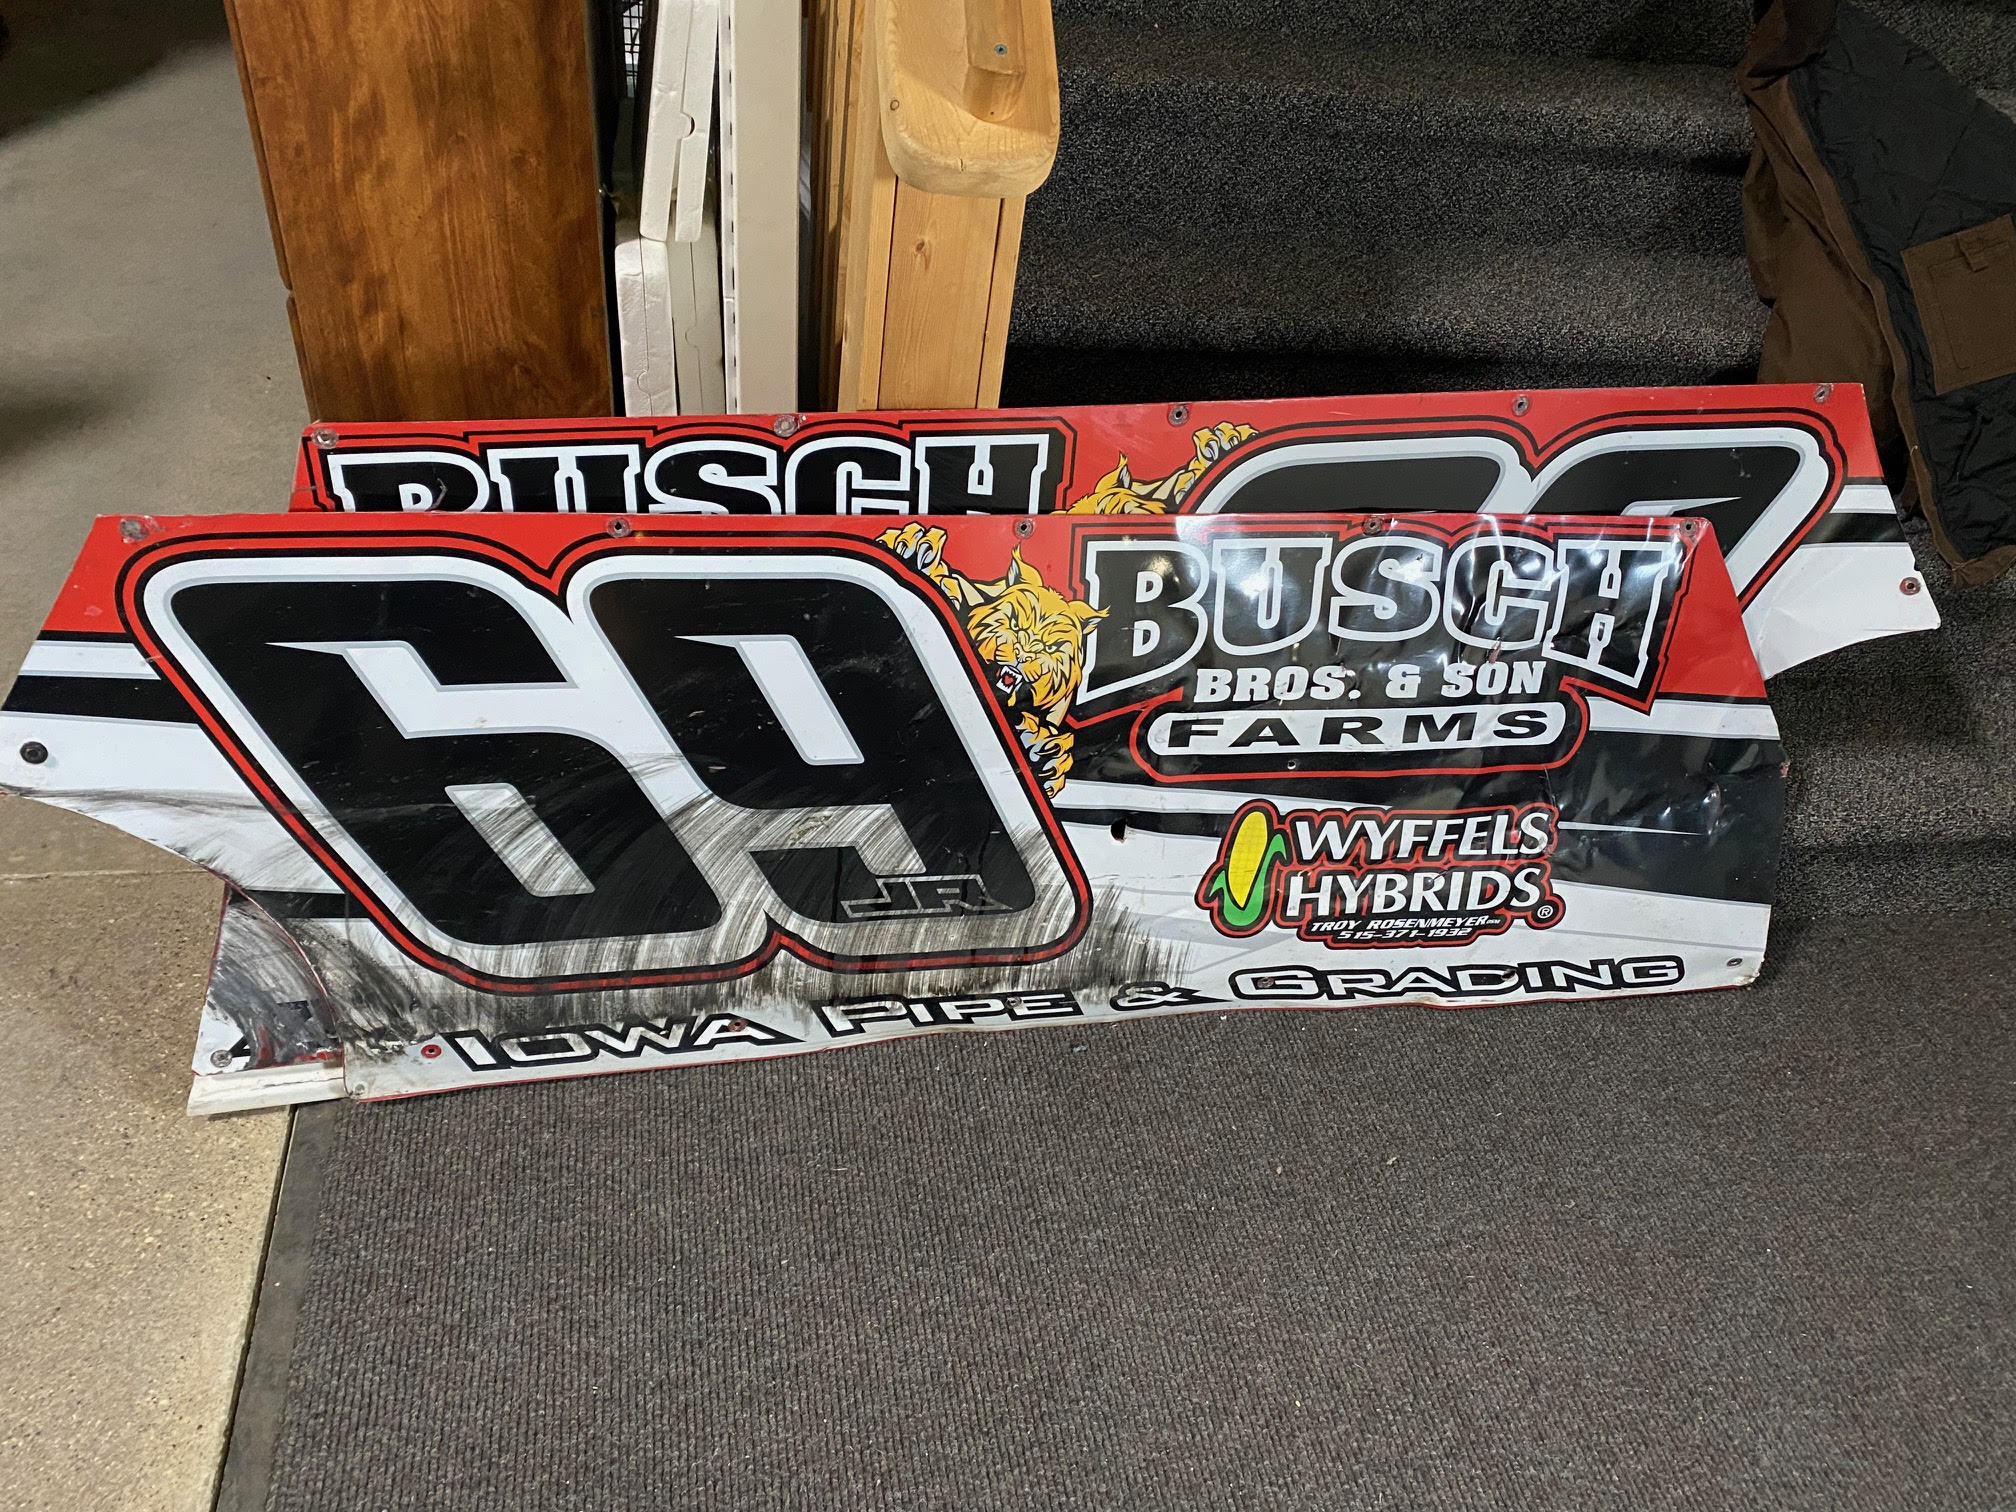 BUSCH
69
JR.
BUSCH
BROS. & SON
FARMS
WYFFELS
HYBRIDS®
TROY ROSENMEYER
515-371-1932
IOWA PIPE & GRADING